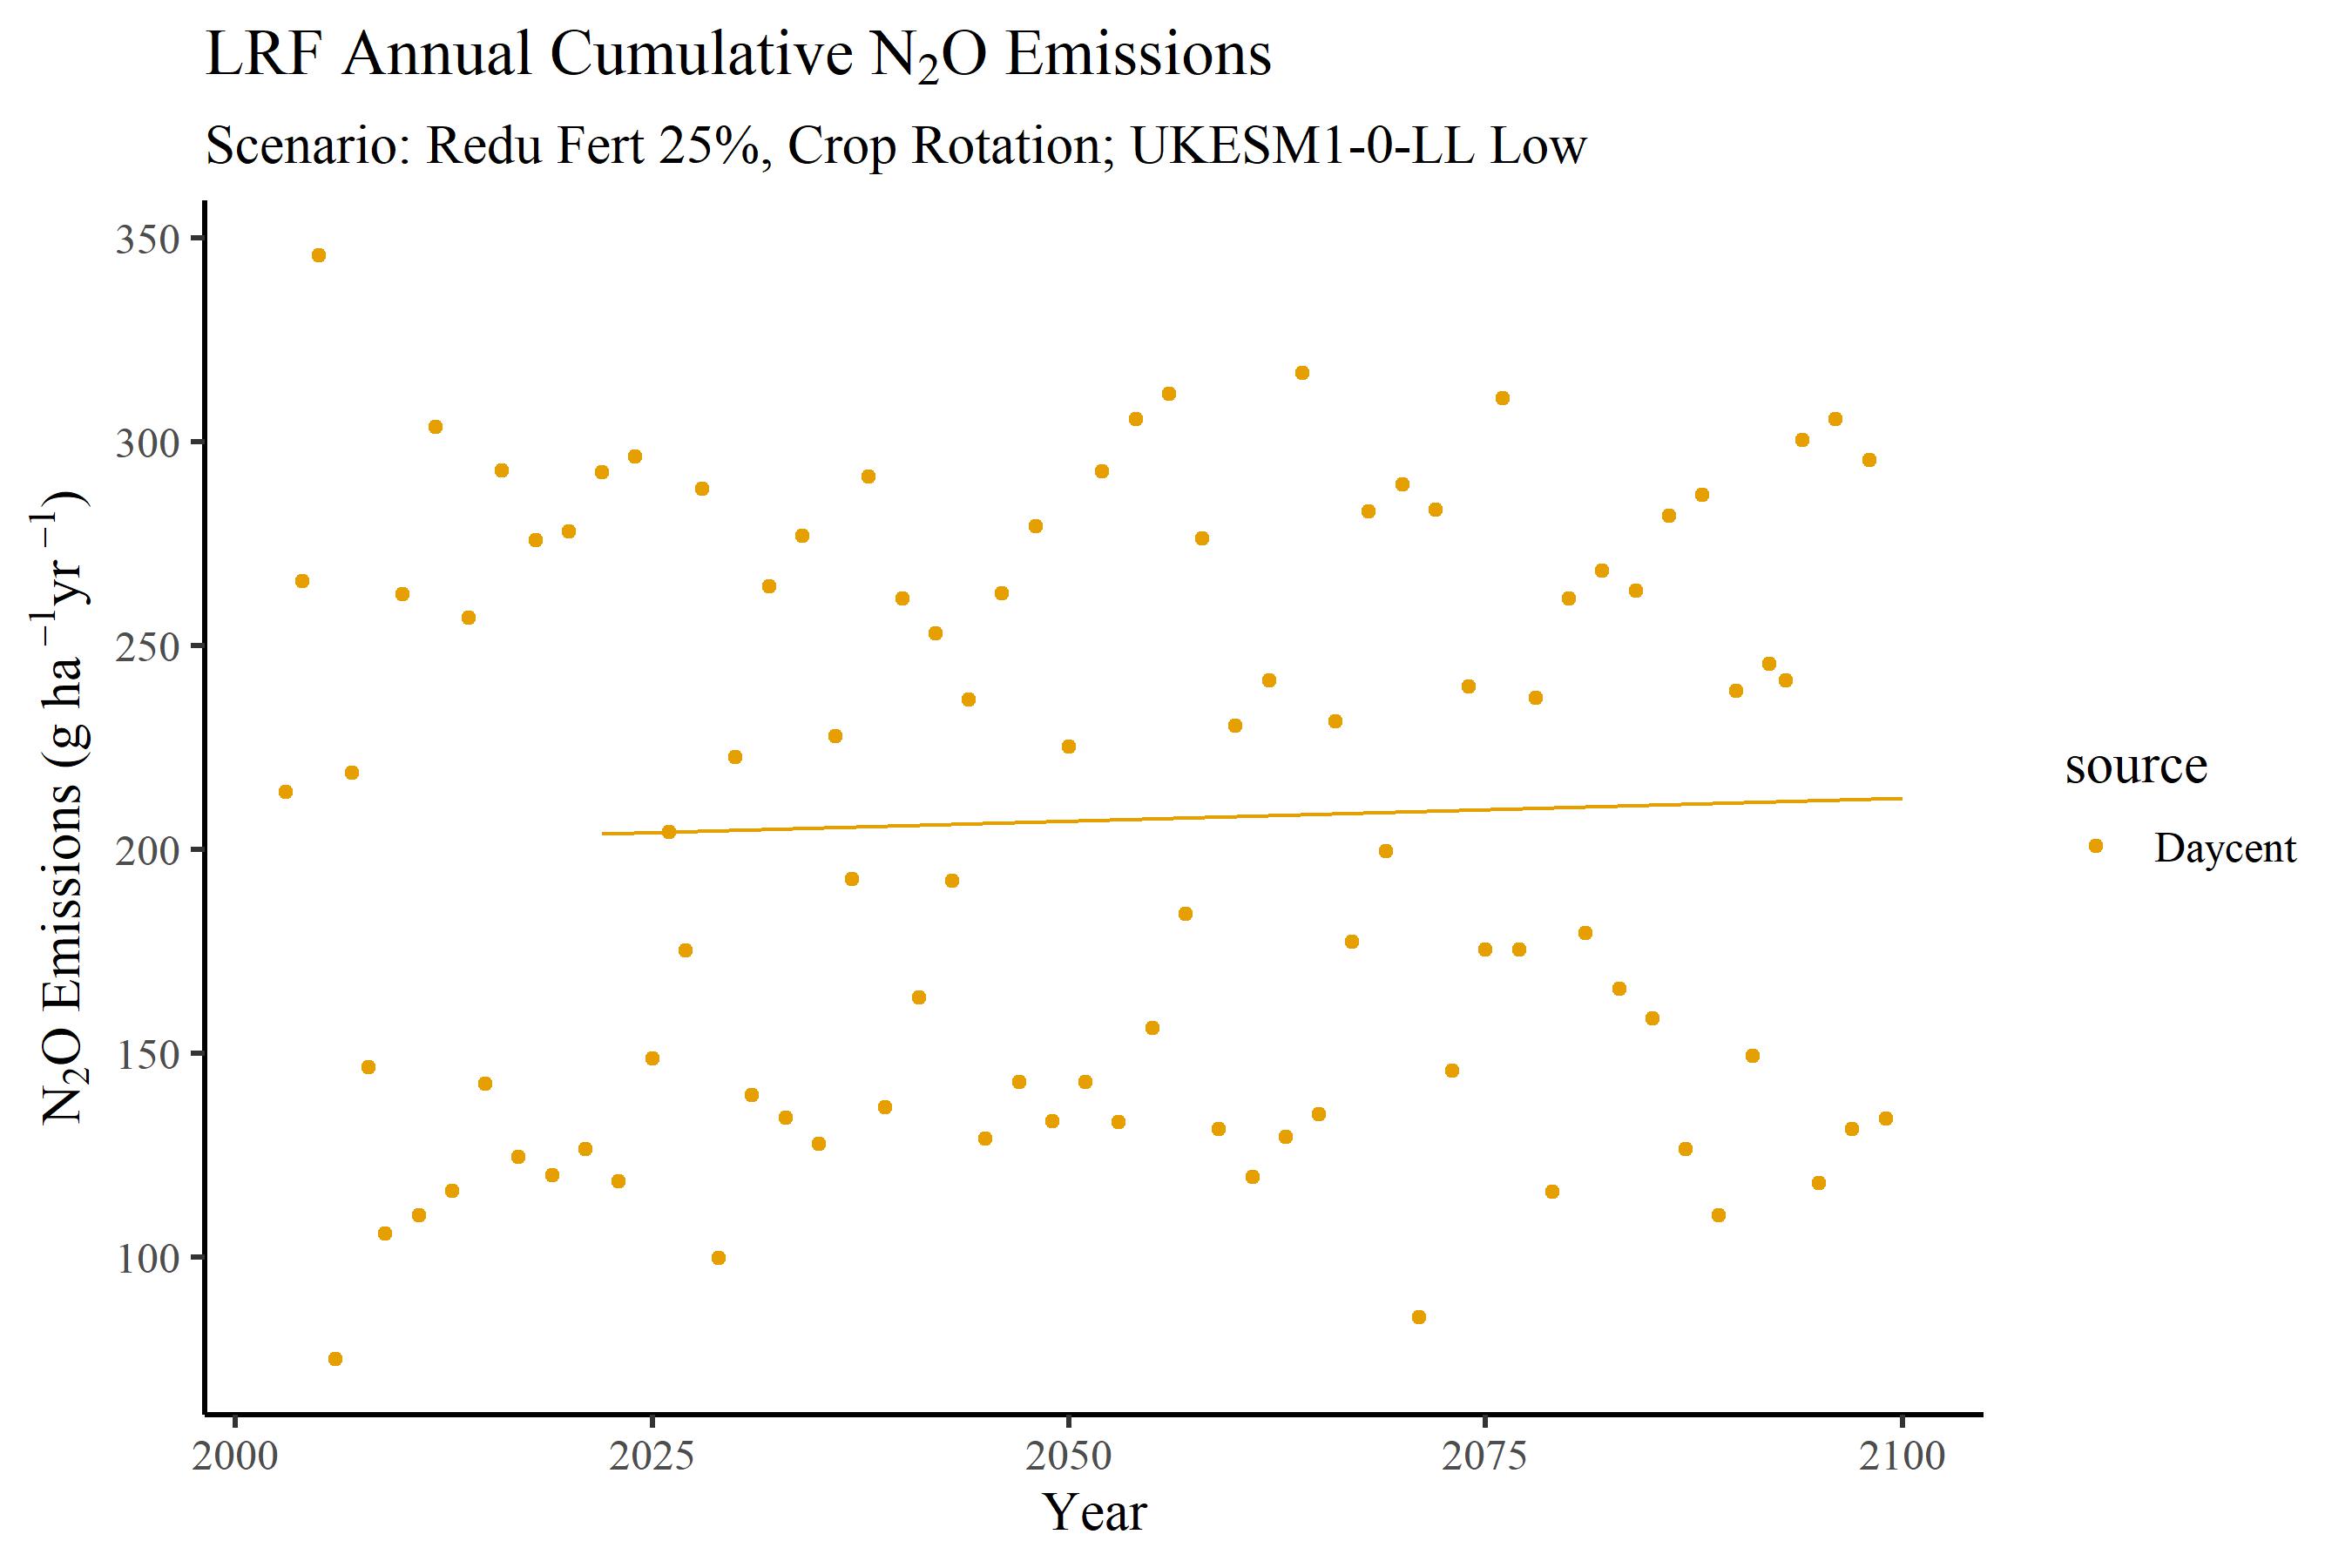 LRF Annual Cumulative N₂O Emissions
Scenario: Redu Fert 25%, Crop Rotation; UKESM1-0-LL Low
N₂O Emissions (g ha ⁻¹yr ⁻¹)
350
300
250
200
150
100
2000 2025 2050 2075 2100
Year
source
Daycent